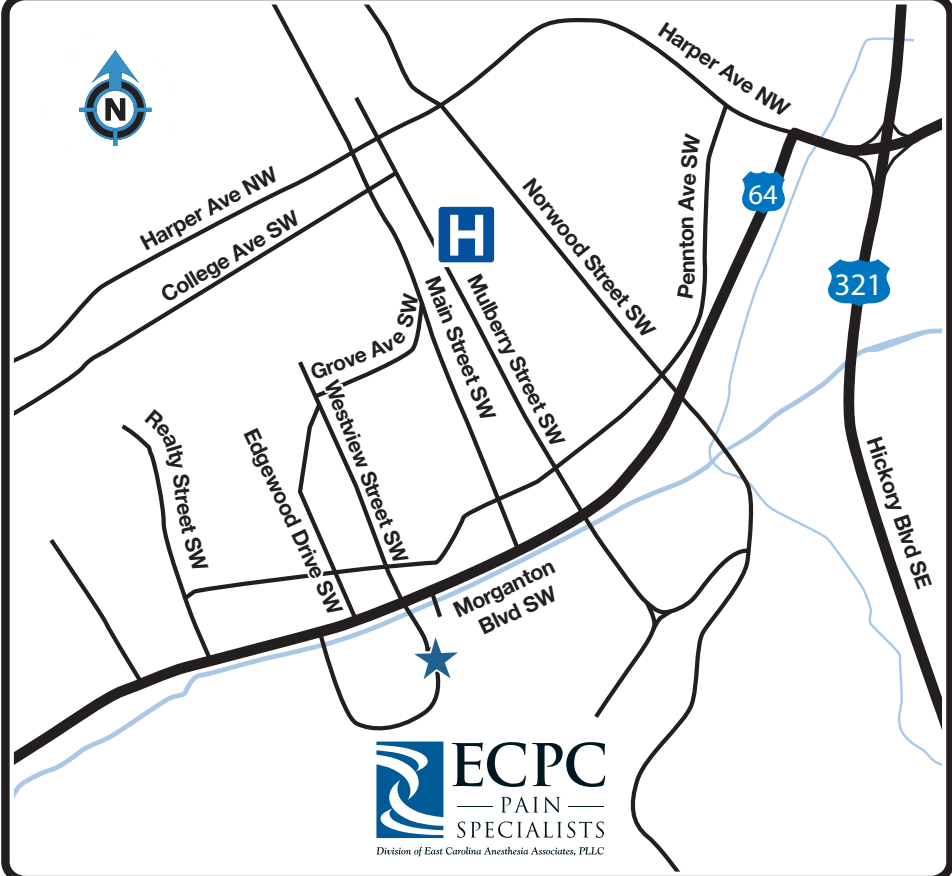 N
Harper Ave NW
Harper Ave NW
College Ave SW
Pennton Ave SW
64
H
Norwood Street SW
321
Main Street SW
Mulberry Street SW
Grove Ave SW
Westview Street SW
Realty Street SW
Edgewood Drive SW
Hickory Blvd SE
Morganton
Blvd SW
ECPC
PAIN
SPECIALISTS
Division of East Carolina Anesthesia Associates, PLLC